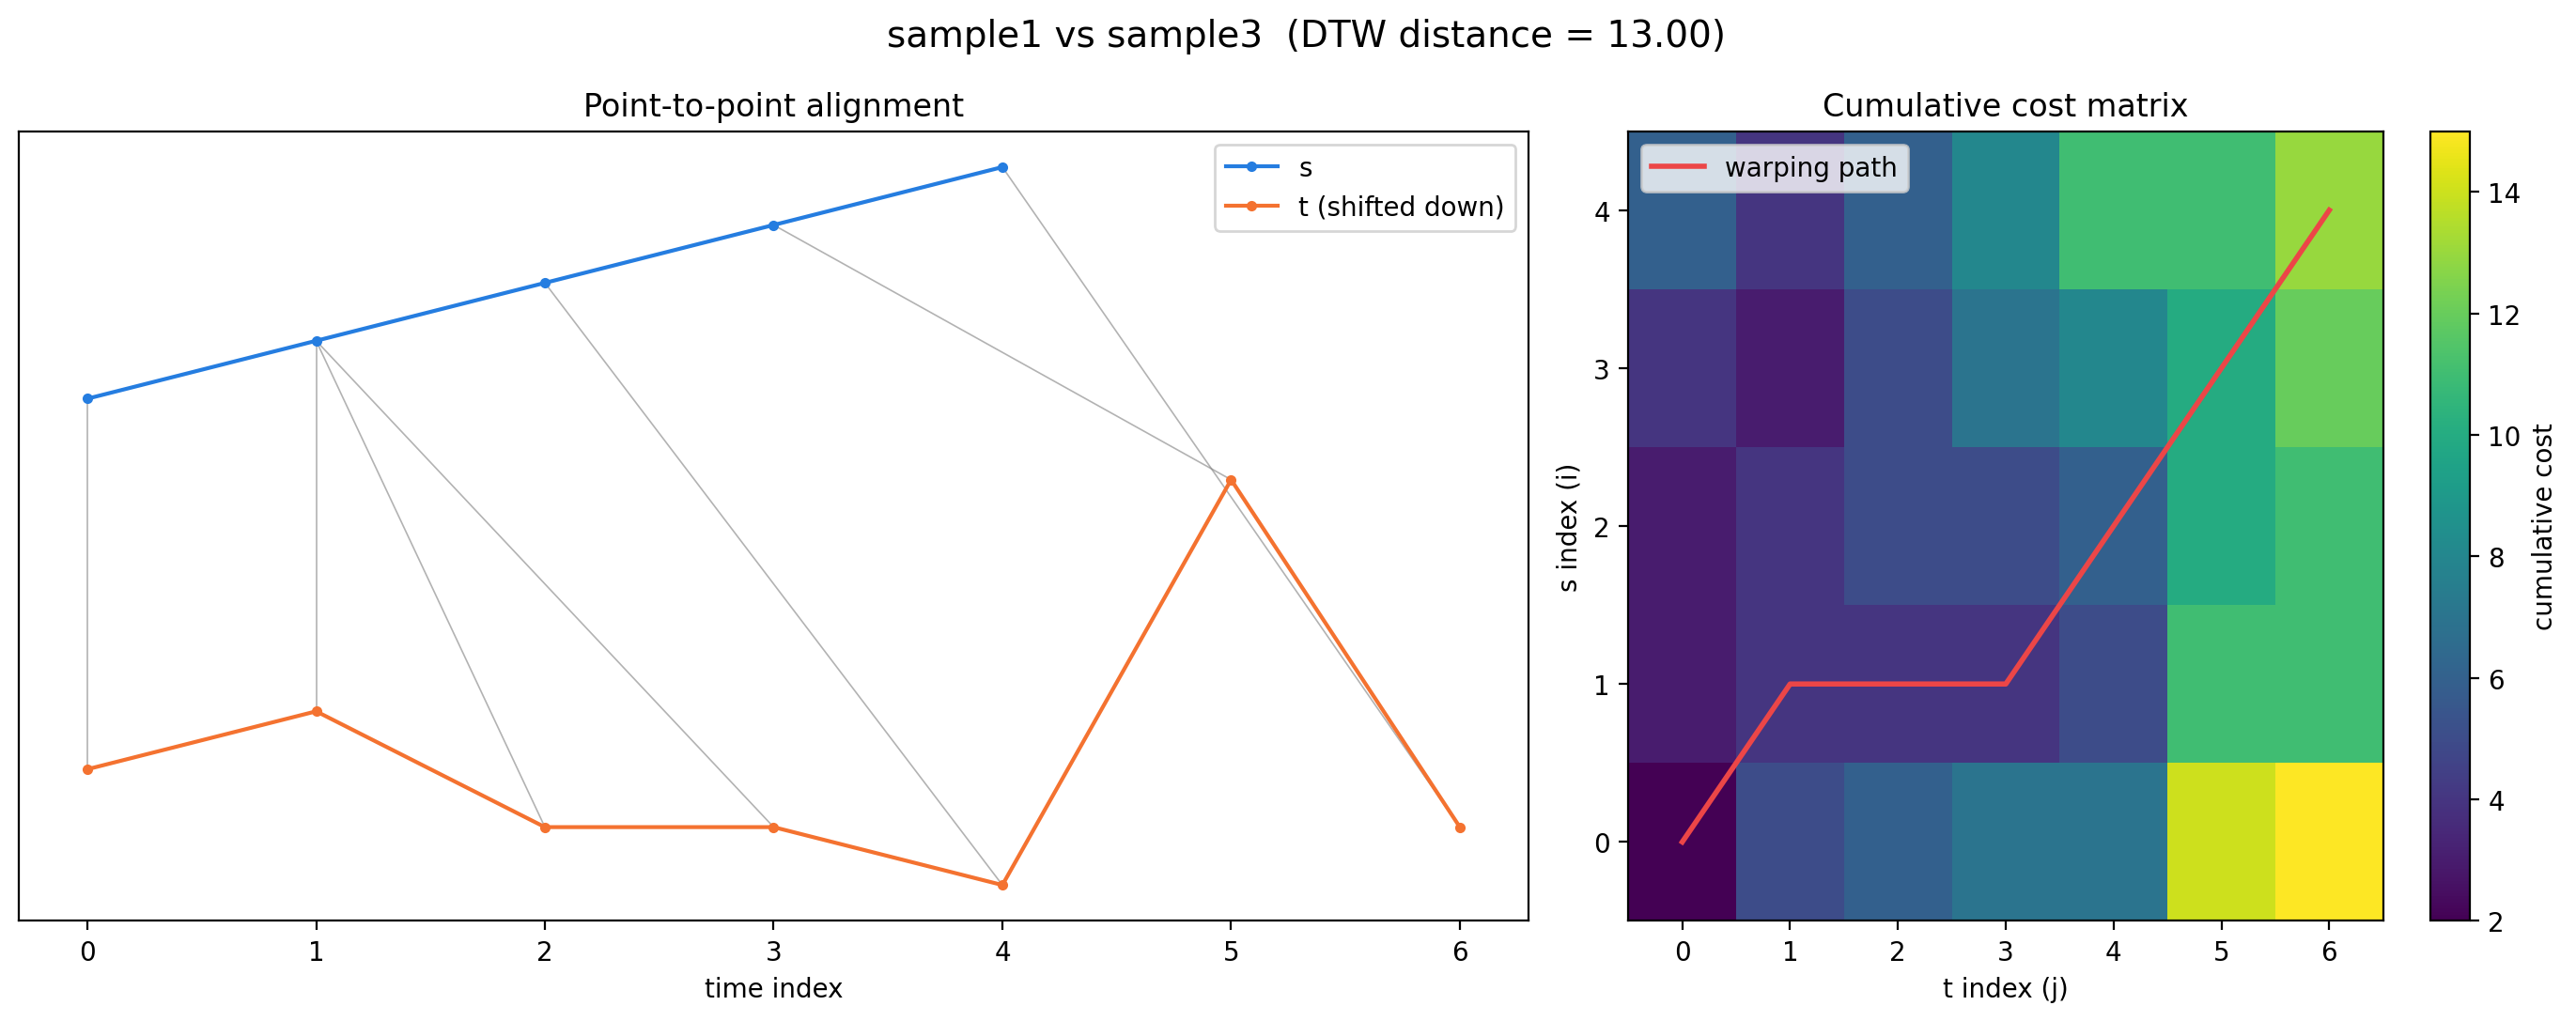 sample1 vs sample3  (DTW distance = 13.00)
Point-to-point alignment
s
t (shifted down)
0 1 2 3 4 5 6
time index
Cumulative cost matrix
warping path
4
3
2
1
0
s index (i)
0 1 2 3 4 5 6
t index (j)
14
12
10
8
6
4
2
cumulative cost